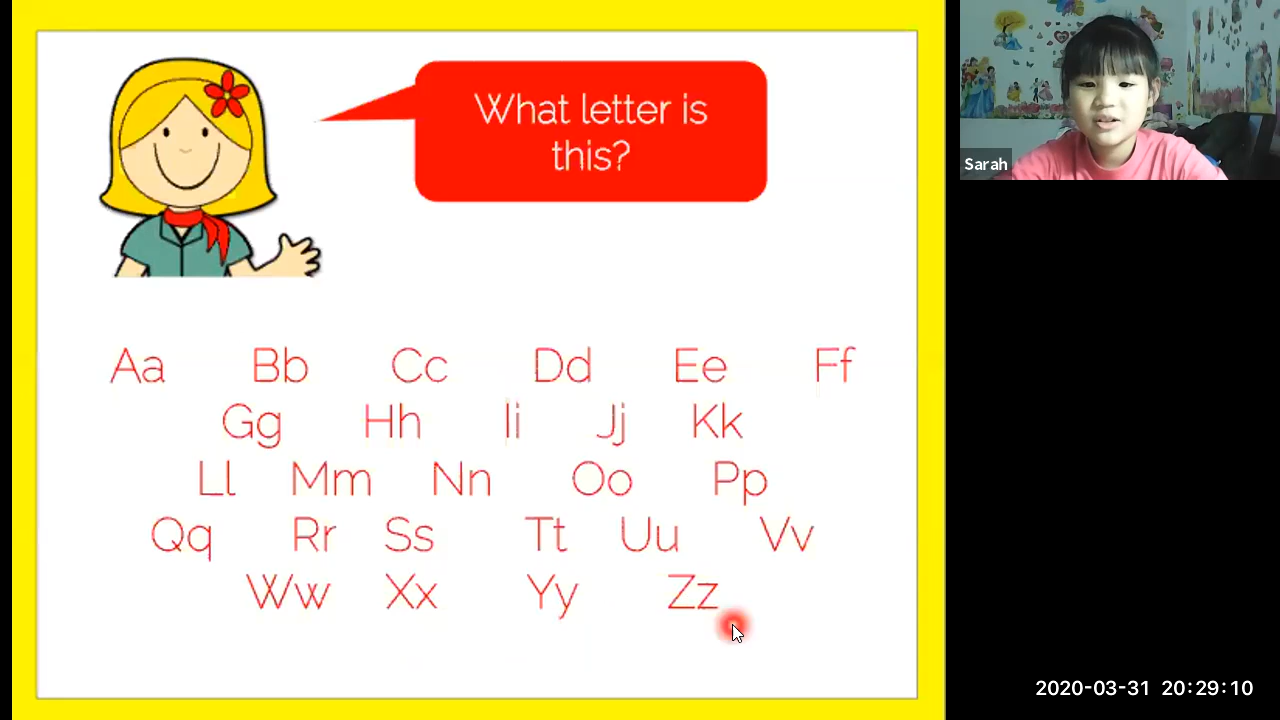 What letter is
this?
Sarah
Aa Bb Cc Dd Ee Ff
Gg Hh Ii Jj Kk
Ll Mm Nn Oo Pp
Qq Rr Ss Tt Uu Vv
Ww Xx Yy Zz
2020-03-31 20:29:10